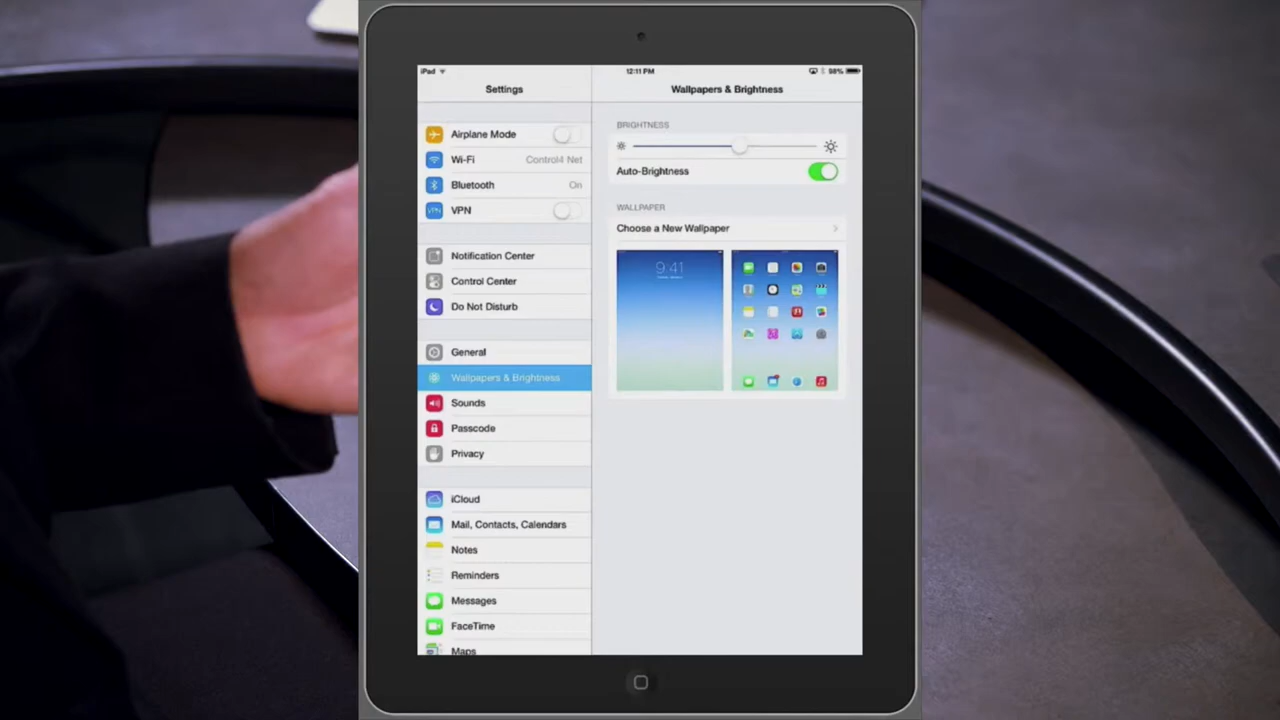 iPad
12:11 PM
98%
Settings
Wallpapers & Brightness
Airplane Mode
Wi-Fi
Control4 Net
Bluetooth
On
VPN
VPN
Notification Center
Control Center
Do Not Disturb
General
Wallpapers & Brightness
Sounds
Passcode
Privacy
iCloud
Mail, Contacts, Calendars
Notes
Reminders
Messages
FaceTime
Maps
BRIGHTNESS
Auto-Brightness
WALLPAPER
Choose a New Wallpaper
9:41